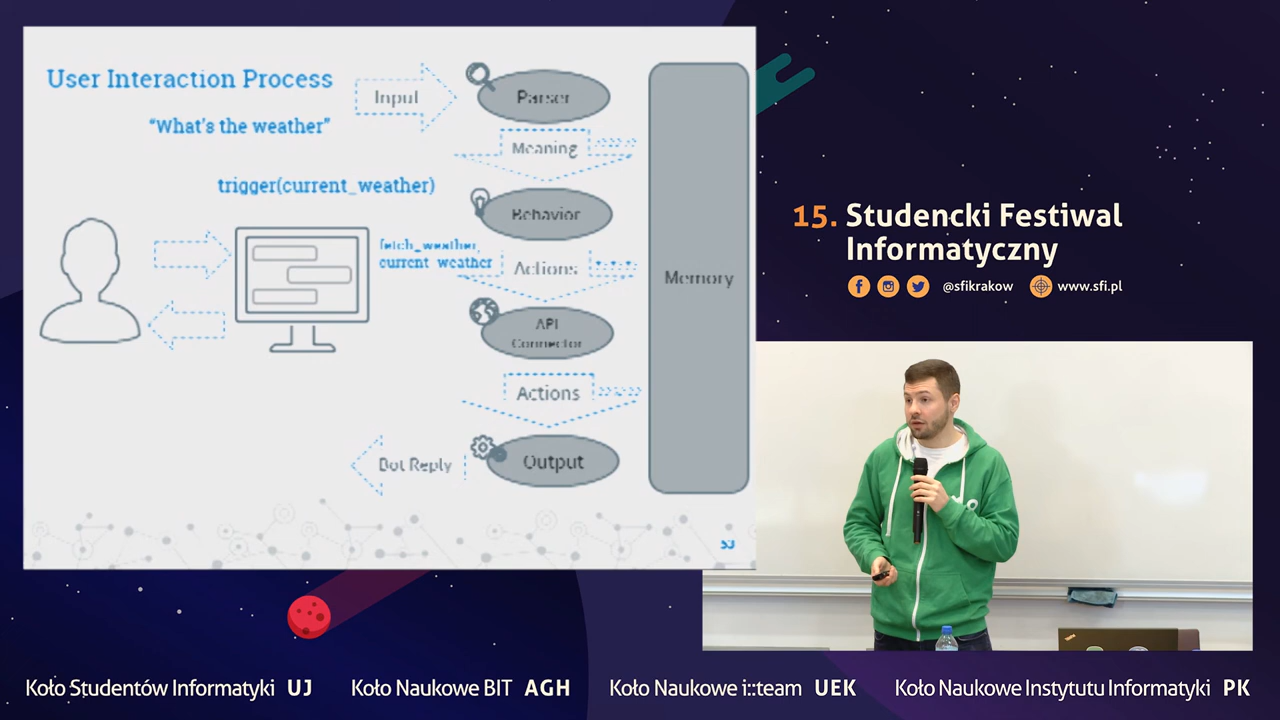 User Interaction Process
"What's the weather"
trigger(current_weather)
fetch_weather,
current_weather
Input
Parser
Meaning
Behavior
Actions
API
Connector
Actions
Output
Bot Reply
Memory
53
15. Studencki Festiwal
Informatyczny
@sfikrakow
www.sfi.pl
Koło Studentów Informatyki UJ
Koło Naukowe BIT AGH
Koło Naukowe i::team UEK
Koło Naukowe Instytutu Informatyki PK